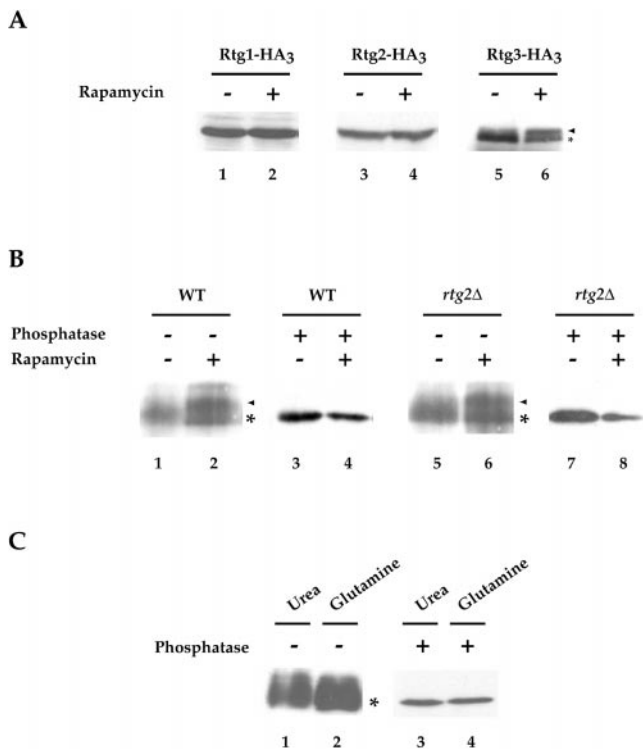 A
Rtg1-HA3 Rtg2-HA3 Rtg3-HA3
Rapamycin - + - + - +
*
1 2 3 4 5 6
B
WT WT rtg2Δ rtg2Δ
Phosphatase - - + + - - + +
Rapamycin - + - + - + - +
* *
1 2 3 4 5 6 7 8
C
Urea Glutamine Urea Glutamine
Phosphatase - - + +
*
1 2 3 4